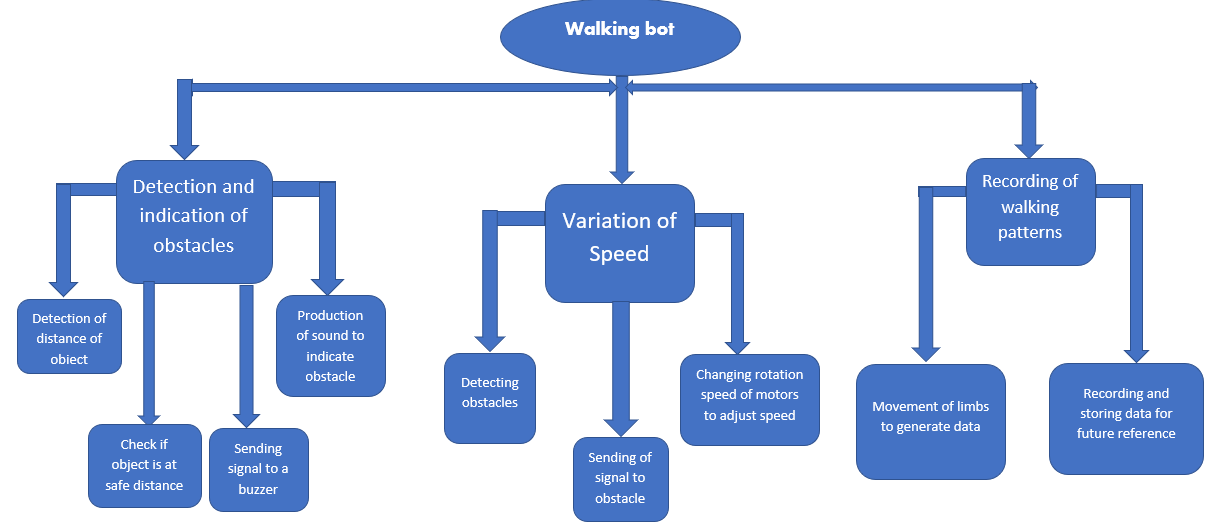 Walking bot
Detection and
indication of
obstacles
Variation of
Speed
Recording of
walking
patterns
Detection of
distance of
obiect
Production
of sound to
indicate
obstacle
Check if
object is at
safe distance
Sending
signal to a
buzzer
Detecting
obstacles
Sending of
signal to
obstacle
Changing rotation
speed of motors
to adjust speed
Movement of limbs
to generate data
Recording and
storing data for
future reference